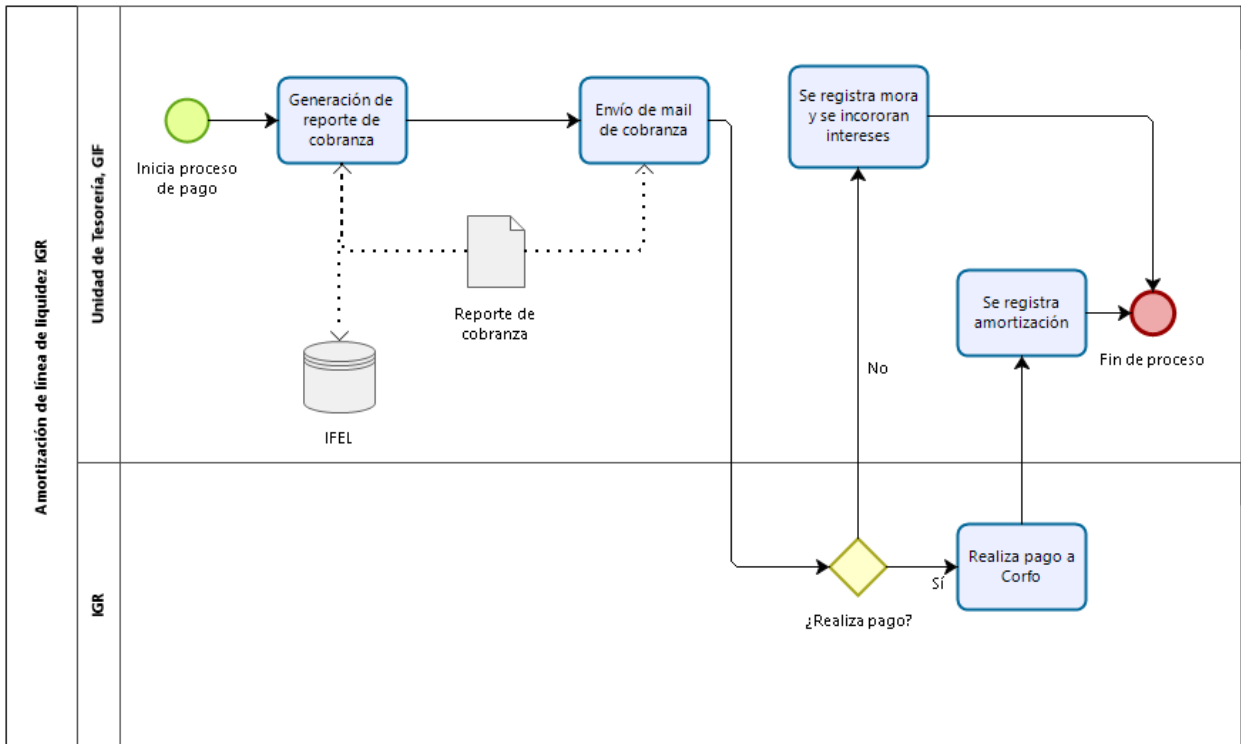 Amortización de línea de liquidez IGR
Unidad de Tesorería, GIF
Inicia proceso
de pago
Generación de
reporte de
cobranza
Envío de mail
de cobranza
Se registra mora
y se incororan
intereses
Reporte de
cobranza
IFEL
Se registra
amortización
Fin de proceso
No
IGR
¿Realiza pago?
Sí
Realiza pago a
Corfo